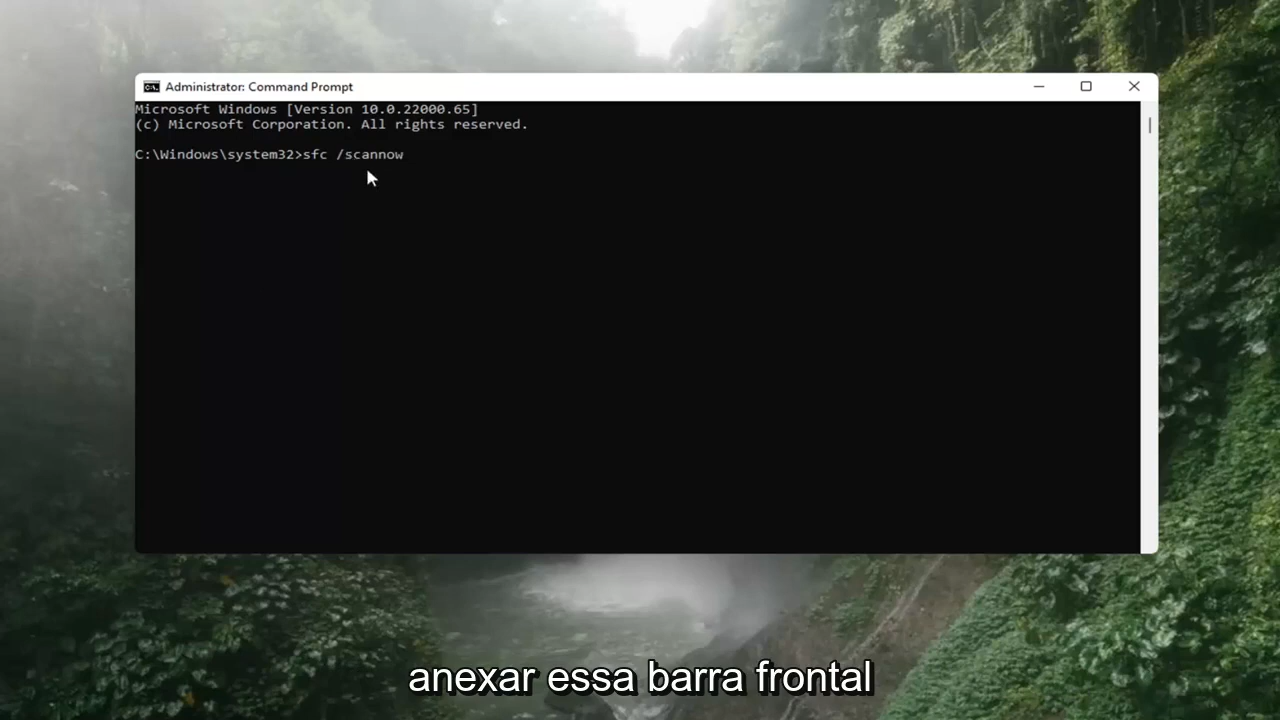 Administrator: Command Prompt
Microsoft Windows [Version 10.0.22000.65]
(c) Microsoft Corporation. All rights reserved.
C:\Windows\system32>sfc /scannow
anexar essa barra frontal